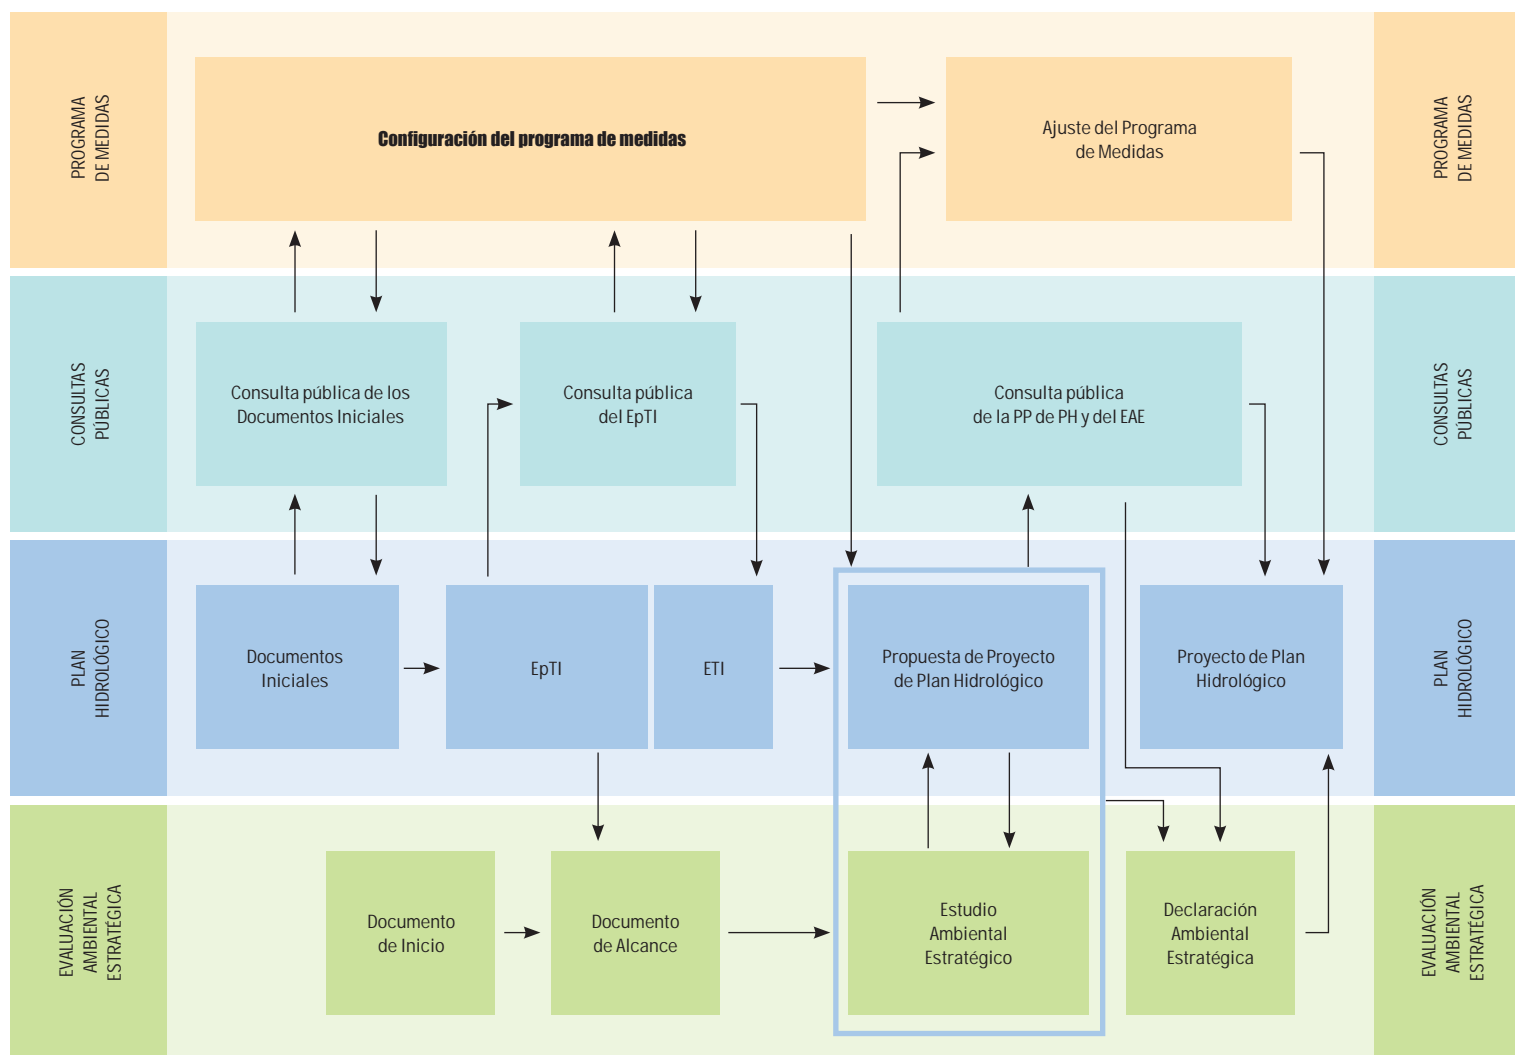 PROGRAMA
DE MEDIDAS
Configuración del programa de medidas
Ajuste del Programa
de Medidas
PROGRAMA
DE MEDIDAS
CONSULTAS
PÚBLICAS
Consulta pública de los
Documentos Iniciales
Consulta pública
del EpTI
Consulta pública
de la PP de PH y del EAE
CONSULTAS
PÚBLICAS
PLAN
HIDROLÓGICO
Documentos
Iniciales
EpTI
ETI
Propuesta de Proyecto
de Plan Hidrológico
Proyecto de Plan
Hidrológico
PLAN
HIDROLÓGICO
EVALUACIÓN
AMBIENTAL
ESTRATÉGICA
Documento
de Inicio
Documento
de Alcance
Estudio
Ambiental
Estratégico
Declaración
Ambiental
Estratégica
EVALUACIÓN
AMBIENTAL
ESTRATÉGICA